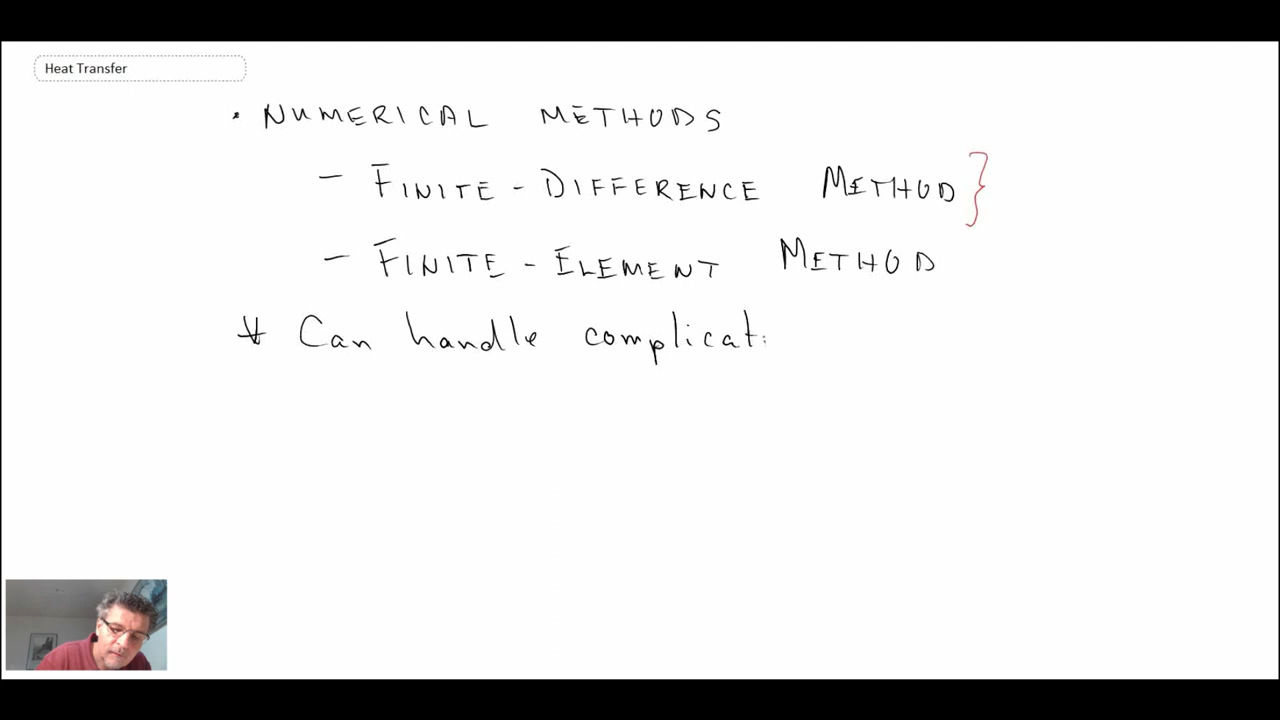 Heat Transfer
• NUMERICAL METHODS
- FINITE-DIFFERENCE METHOD }
- FINITE-ELEMENT METHOD
* Can handle complicat